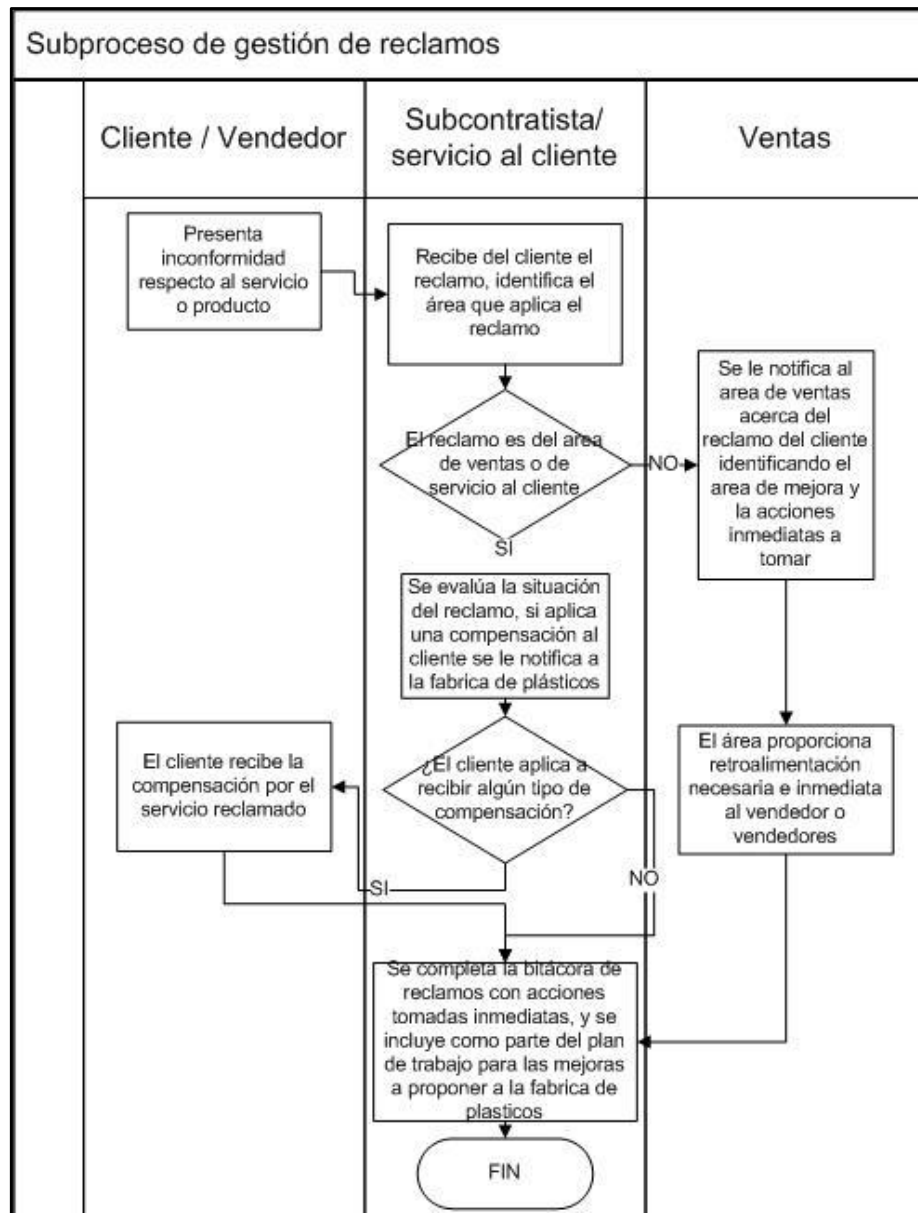 Subproceso de gestión de reclamos
Cliente / Vendedor
Subcontratista/
servicio al cliente
Ventas
Presenta
inconformidad
respecto al servicio
o producto
Recibe del cliente el
reclamo, identifica el
área que aplica el
reclamo
El reclamo es del area
de ventas o de
servicio al cliente
NO
SI
Se le notifica al
area de ventas
acerca del
reclamo del cliente
identificando el
area de mejora y
la acciones
inmediatas a
tomar
Se evalúa la situación
del reclamo, si aplica
una compensación al
cliente se le notifica a
la fabrica de plásticos
¿El cliente aplica a
recibir algún tipo de
compensación?
SI
NO
El cliente recibe la
compensación por el
servicio reclamado
El área proporciona
retroalimentación
necesaria e inmediata
al vendedor o
vendedores
Se completa la bitácora de
reclamos con acciones
tomadas inmediatas, y se
incluye como parte del plan
de trabajo para las mejoras
a proponer a la fabrica de
plasticos
FIN